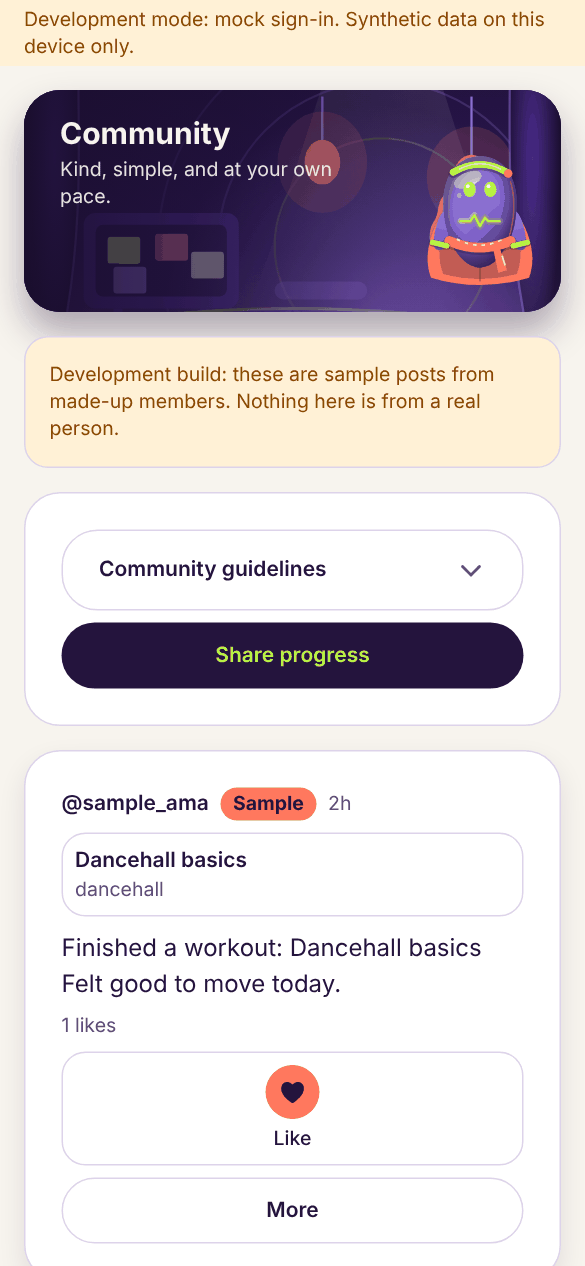 Development mode: mock sign-in. Synthetic data on this
device only.
Community
Kind, simple, and at your own
pace.
Development build: these are sample posts from
made-up members. Nothing here is from a real
person.
Community guidelines
Share progress
@sample_ama Sample 2h
Dancehall basics
dancehall
Finished a workout: Dancehall basics
Felt good to move today.
1 likes
Like
More